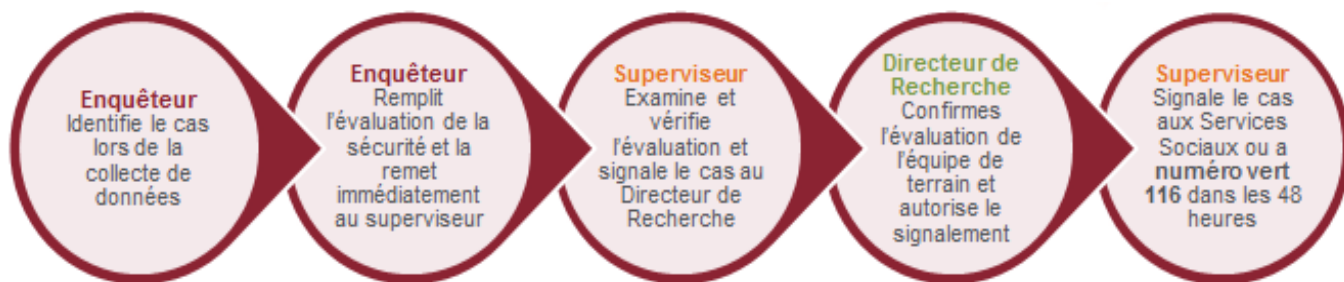 Enquêteur
Identifie le cas
lors de la
collecte de
données
Enquêteur
Remplit
l'évaluation de la
sécurité et la
remet
immédiatement
au superviseur
Superviseur
Examine et
vérifie
l'évaluation et
signale le cas au
Directeur de
Recherche
Directeur de
Recherche
Confirmes
l'évaluation de
l'équipe de
terrain et
autorise le
signalement
Superviseur
Signale le cas
aux Services
Sociaux ou a
numéro vert
116 dans les 48
heures